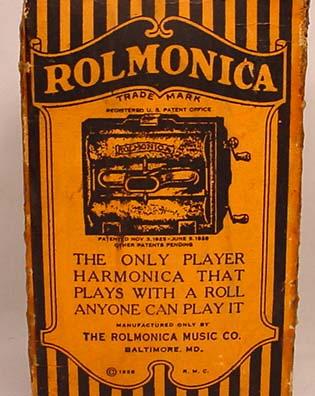 ROLMONICA
TRADE MARK
REGISTERED U. S. PATENT OFFICE
ROLMONICA
PATENTED NOV 3, 1925 - JUNE 5, 1928
OTHER PATENTS PENDING
THE ONLY PLAYER
HARMONICA THAT
PLAYS WITH A ROLL
ANYONE CAN PLAY IT
MANUFACTURED ONLY BY
THE ROLMONICA MUSIC CO.
BALTIMORE, MD.
© 1928 R. M. C.